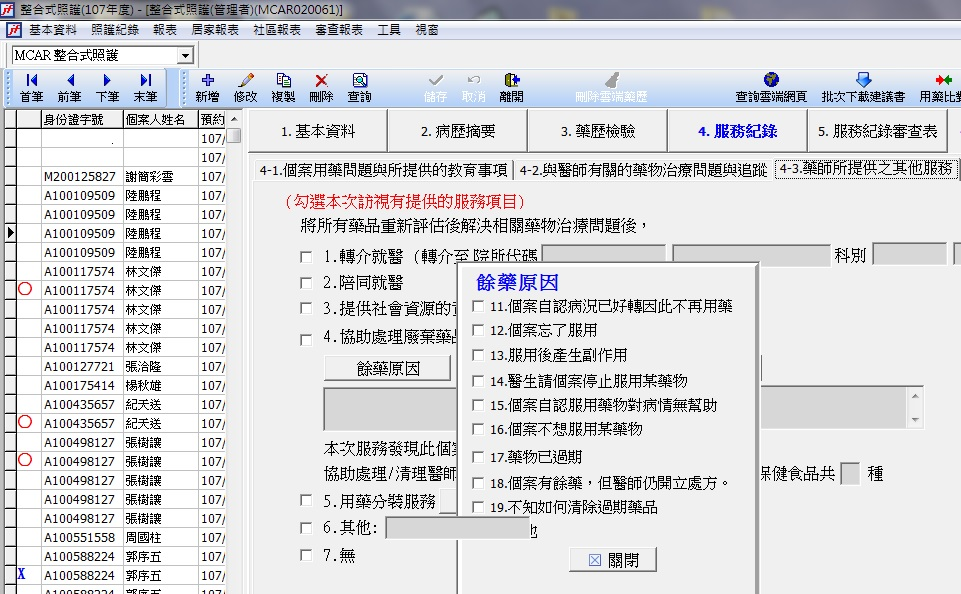 整合式照護(107年度) - [整合式照護(管理者)(MCAR020061)]
基本資料 照護紀錄 報表 居家報表 社區報表 審查報表 工具 視窗
MCAR 整合式照護
首筆 前筆 下筆 末筆 新增 修改 複製 刪除 查詢 儲存 取消 離開 刪除雲端藥歷 查詢雲端網頁 批次下載建議書 用藥比對
身份證字號 個案人姓名 預約
107/
107/
M200125827 謝簡彩雲 107/
A100109509 陸鵬程 107/
A100109509 陸鵬程 107/
A100109509 陸鵬程 107/
A100109509 陸鵬程 107/
A100117574 林文傑 107/
A100117574 林文傑 107/
A100117574 林文傑 107/
A100117574 林文傑 107/
A100117574 林文傑 107/
A100127721 張治隆 107/
A100175414 楊秋雄 107/
A100435657 紀天送 107/
A100435657 紀天送 107/
A100498127 張樹讓 107/
A100498127 張樹讓 107/
A100498127 張樹讓 107/
A100498127 張樹讓 107/
A100498127 張樹讓 107/
A100551558 周國柱 107/
A100588224 郭序五 107/
X A100588224 郭序五 107/
A100588224 郭序五 107/
1. 基本資料 2. 病歷摘要 3. 藥歷檢驗 4. 服務紀錄 5. 服務紀錄審查表
4-1.個案用藥問題與所提供的教育事項 4-2.與醫師有關的藥物治療問題與追蹤 4-3.藥師所提供之其他服務
(勾選本次訪視有提供的服務項目)
將所有藥品重新評估後解決相關藥物治療問題後，
1.轉介就醫 (轉介至 院所代碼 科別
2.陪同就醫
3.提供社會資源的
4.協助處理廢棄藥品
餘藥原因
本次服務發現此個案
協助處理/清理醫師 保健食品共 種
5.用藥分裝服務
6.其他: 他
7.無
餘藥原因
11.個案自認病況已好轉因此不再用藥
12.個案忘了服用
13.服用後產生副作用
14.醫生請個案停止服用某藥物
15.個案自認服用藥物對病情無幫助
16.個案不想服用某藥物
17.藥物已過期
18.個案有餘藥，但醫師仍開立處方。
19.不知如何清除過期藥品
關閉